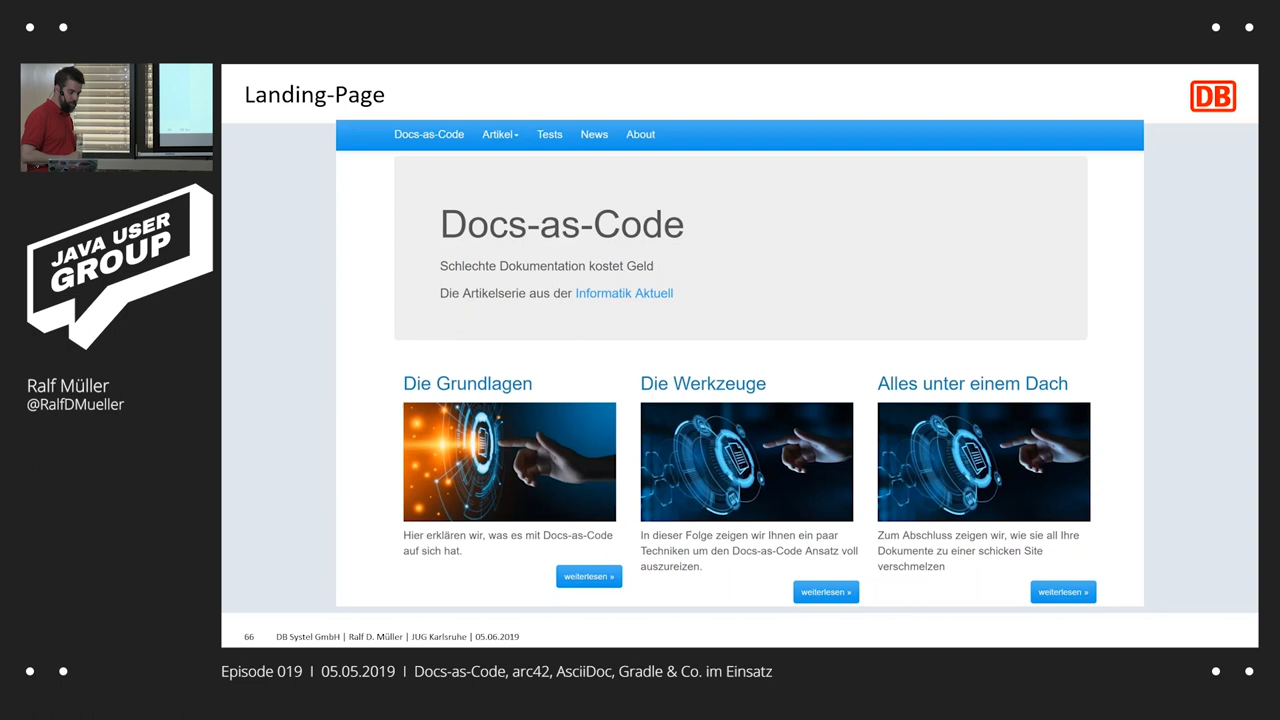 Landing-Page
DB
Docs-as-Code Artikel Tests News About
Docs-as-Code
Schlechte Dokumentation kostet Geld
Die Artikelserie aus der Informatik Aktuell
Die Grundlagen
Hier erklären wir, was es mit Docs-as-Code
auf sich hat.
weiterlesen »
Die Werkzeuge
In dieser Folge zeigen wir Ihnen ein paar
Techniken um den Docs-as-Code Ansatz voll
auszureizen.
weiterlesen »
Alles unter einem Dach
Zum Abschluss zeigen wir, wie sie all Ihre
Dokumente zu einer schicken Site
verschmelzen
weiterlesen »
66 DB Systel GmbH | Ralf D. Müller | JUG Karlsruhe | 05.06.2019
JAVA USER
GROUP
Ralf Müller
@RalfDMueller
Episode 019 I 05.05.2019 I Docs-as-Code, arc42, AsciiDoc, Gradle & Co. im Einsatz